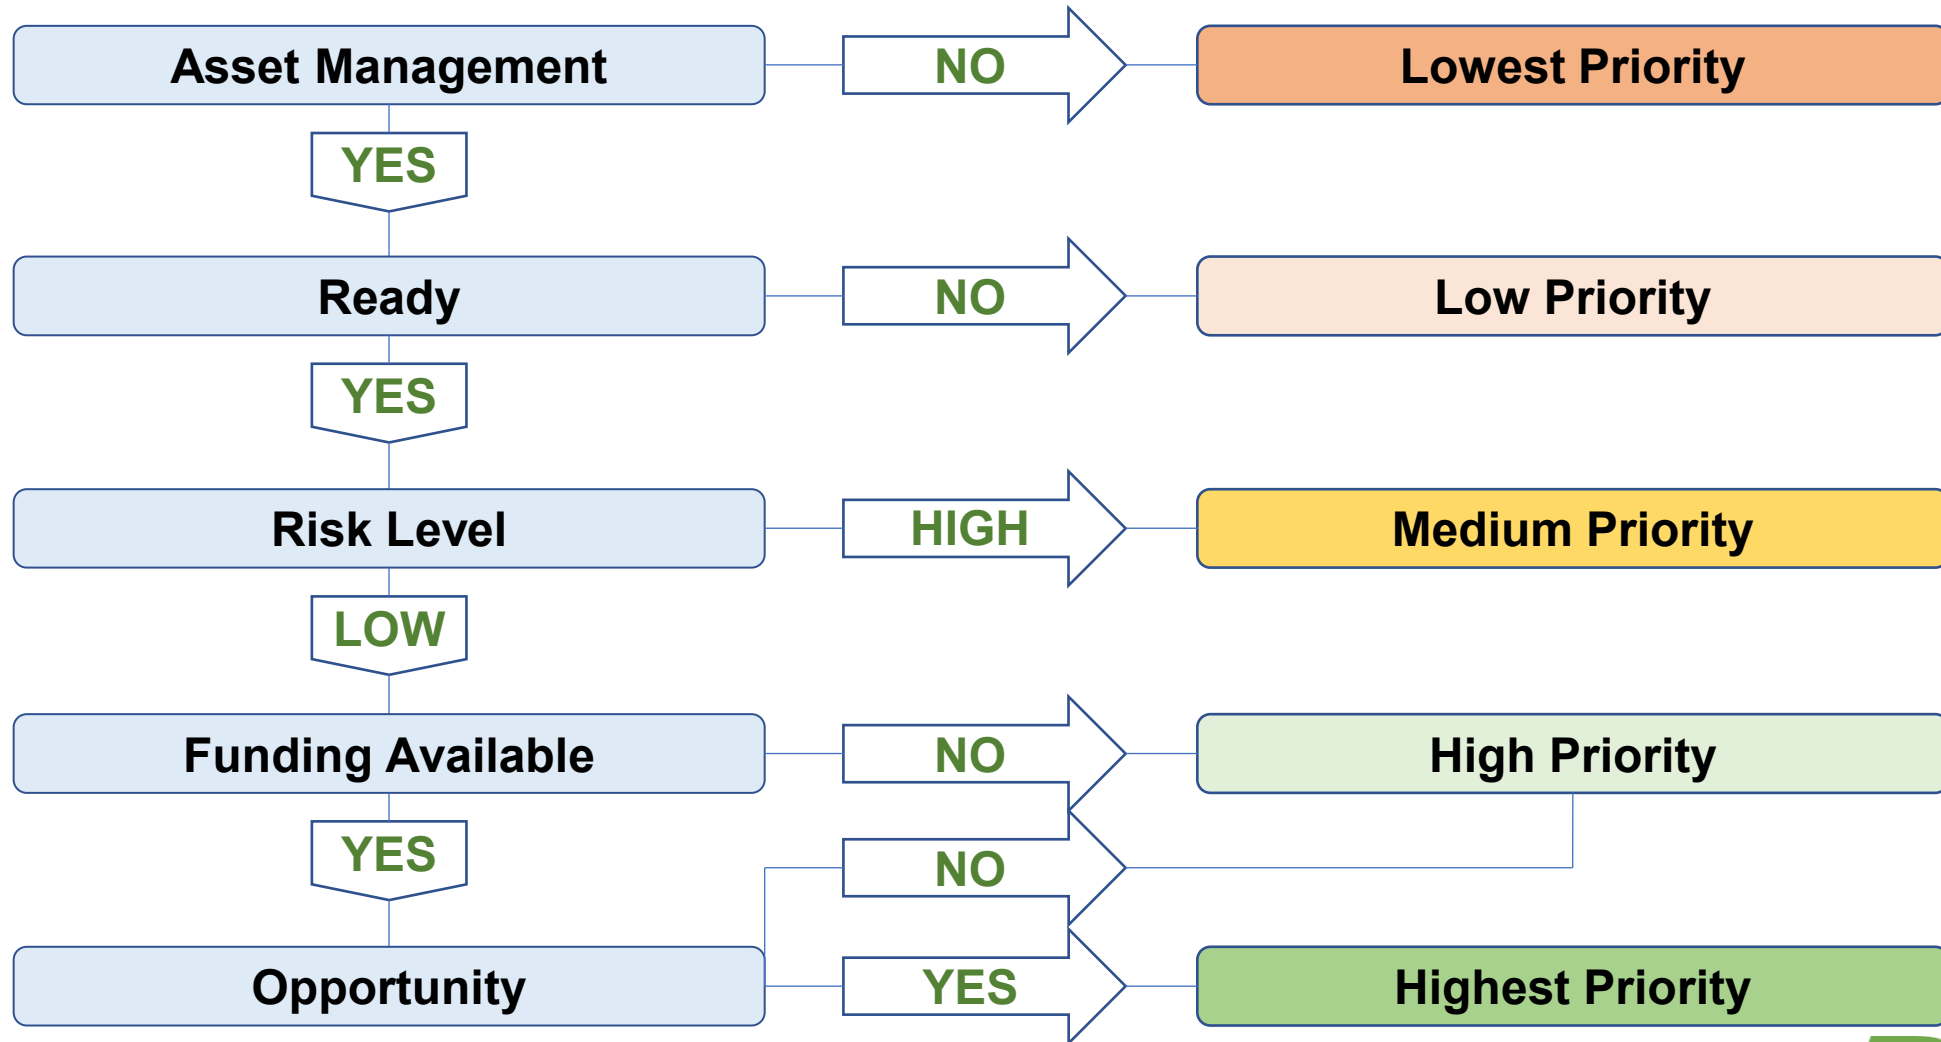 Asset Management
NO
Lowest Priority
YES
Ready
NO
Low Priority
YES
Risk Level
HIGH
Medium Priority
LOW
Funding Available
NO
High Priority
YES
NO
Opportunity
YES
Highest Priority